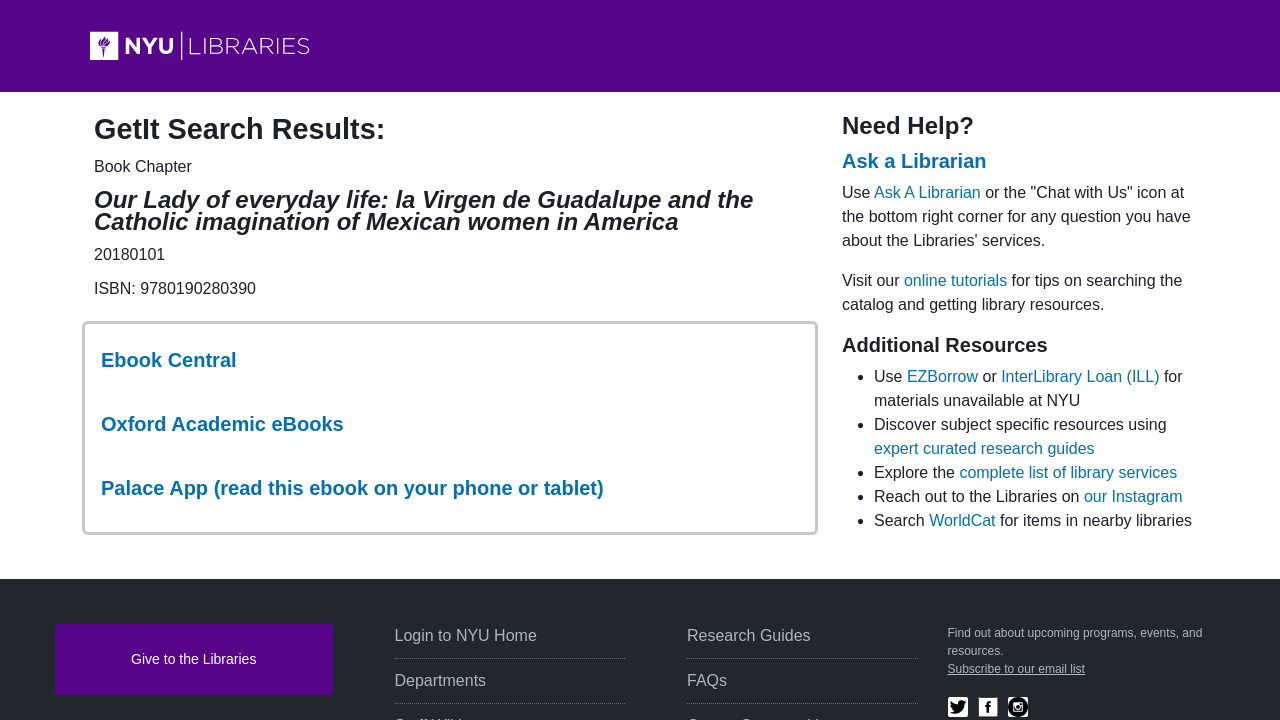 NYU LIBRARIES
GetIt Search Results:
Book Chapter
Our Lady of everyday life: la Virgen de Guadalupe and the
Catholic imagination of Mexican women in America
20180101
ISBN: 9780190280390
Ebook Central
Oxford Academic eBooks
Palace App (read this ebook on your phone or tablet)
Need Help?
Ask a Librarian
Use Ask A Librarian or the "Chat with Us" icon at
the bottom right corner for any question you have
about the Libraries' services.
Visit our online tutorials for tips on searching the
catalog and getting library resources.
Additional Resources
Use EZBorrow or InterLibrary Loan (ILL) for
materials unavailable at NYU
Discover subject specific resources using
expert curated research guides
Explore the complete list of library services
Reach out to the Libraries on our Instagram
Search WorldCat for items in nearby libraries
Give to the Libraries
Login to NYU Home
Departments
Research Guides
FAQs
Find out about upcoming programs, events, and
resources.
Subscribe to our email list